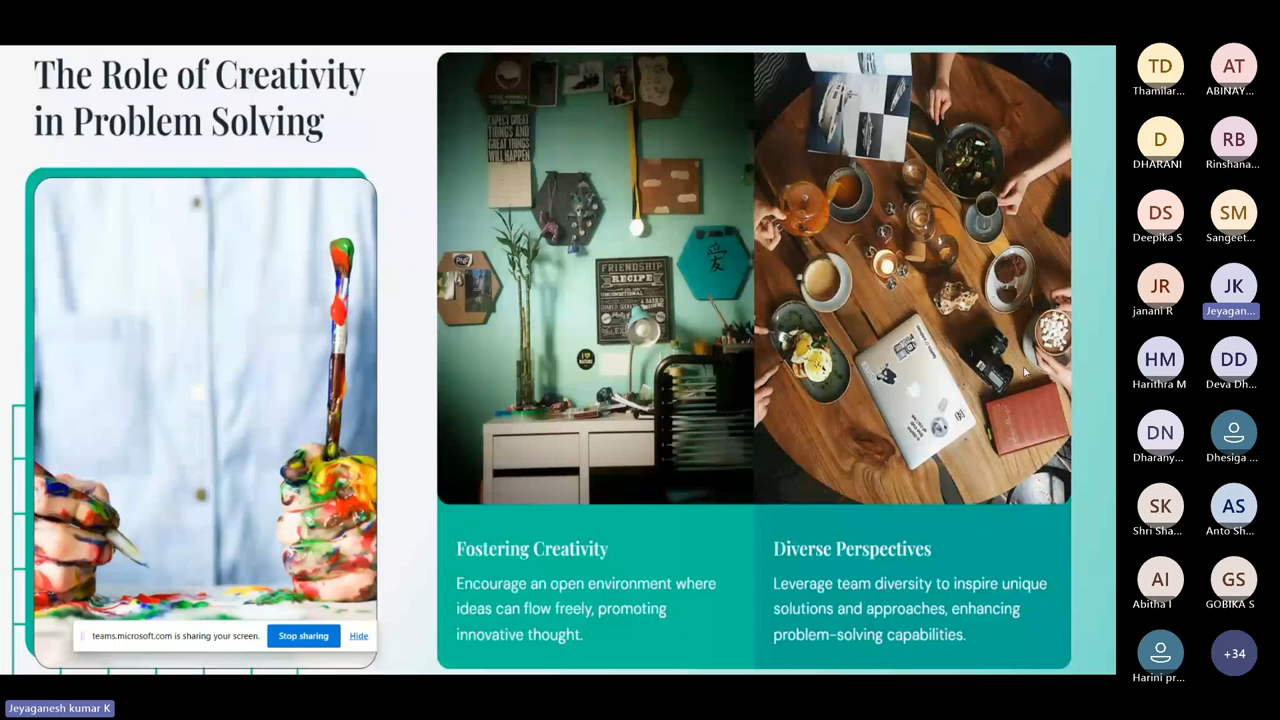 The Role of Creativity
in Problem Solving
EXPECT GREAT
THINGS AND
GREAT THINGS
WILL HAPPEN
FRIENDSHIP
RECIPE
爱
Fostering Creativity
Encourage an open environment where
ideas can flow freely, promoting
innovative thought.
Diverse Perspectives
Leverage team diversity to inspire unique
solutions and approaches, enhancing
problem-solving capabilities.
teams.microsoft.com is sharing your screen.
Stop sharing
Hide
Jeyaganesh kumar K
TD
AT
Thamilar...
ABINAY...
D
RB
DHARANI
Rinshana...
DS
SM
Deepika S
Sangeet...
JR
JK
janani R
Jeyagan...
HM
DD
Harithra M
Deva Dh...
DN
Dharany...
Dhesiga ...
SK
AS
Shri Sha...
Anto Sh...
AI
GS
Abitha I
GOBIKA S
Harini pr...
+34